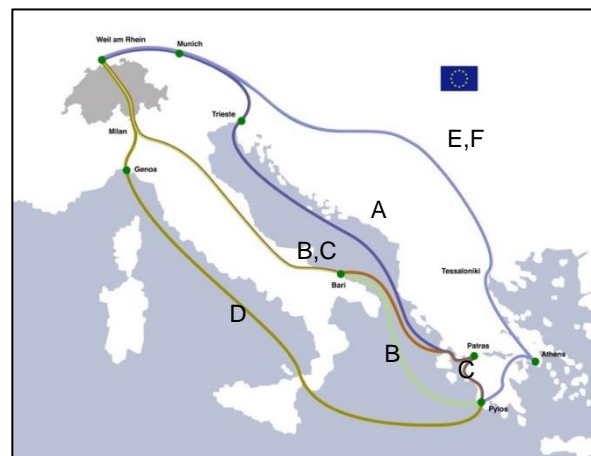 Weil am Rhein
Munich
Trieste
E,F
Milan
Genoa
A
B,C
Tessaloniki
Bari
D
B
Patras
C
Athens
Pylos